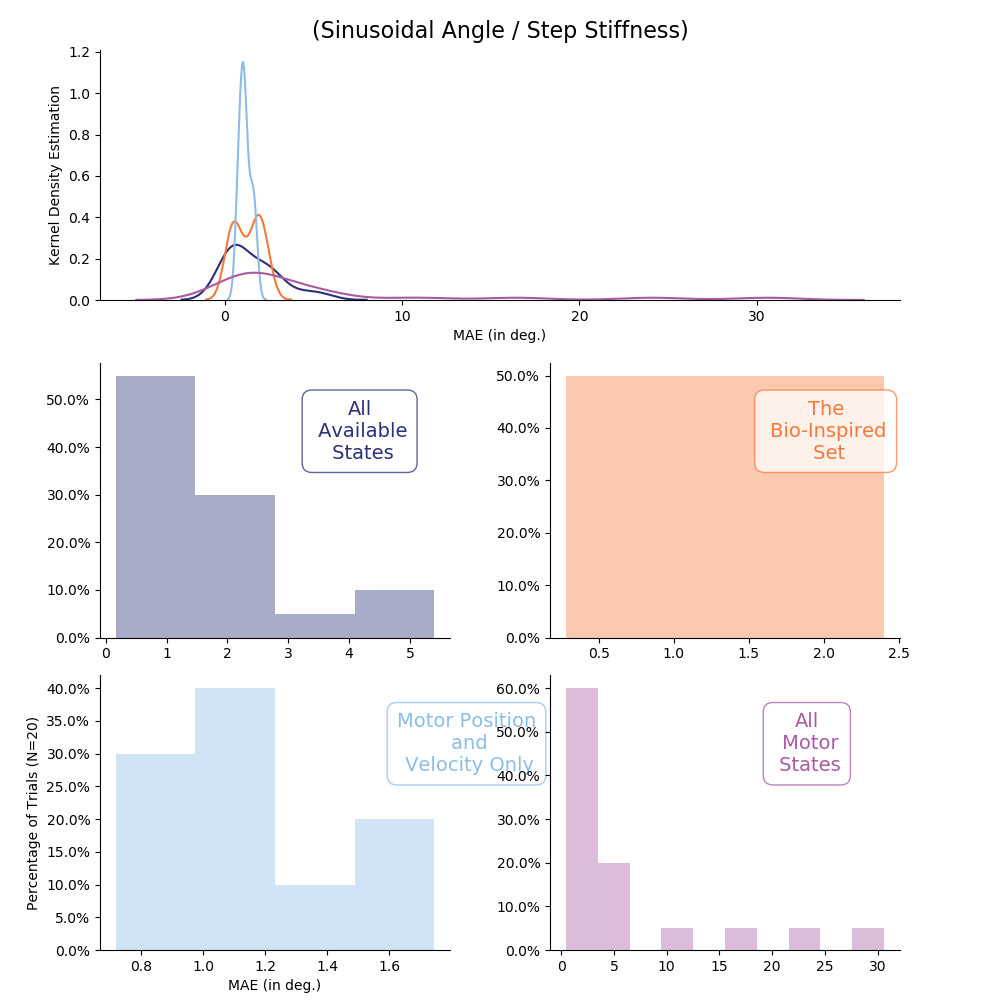 (Sinusoidal Angle / Step Stiffness)
Kernel Density Estimation
1.2
1.0
0.8
0.6
0.4
0.2
0.0
0 10 20 30
MAE (in deg.)
50.0%
40.0%
30.0%
20.0%
10.0%
0.0%
0 1 2 3 4 5
All
Available
States
50.0%
40.0%
30.0%
20.0%
10.0%
0.0%
0.5 1.0 1.5 2.0 2.5
The
Bio-Inspired
Set
Percentage of Trials (N=20)
40.0%
35.0%
30.0%
25.0%
20.0%
15.0%
10.0%
5.0%
0.0%
0.8 1.0 1.2 1.4 1.6
MAE (in deg.)
Motor Position
and
Velocity Only
60.0%
50.0%
40.0%
30.0%
20.0%
10.0%
0.0%
0 5 10 15 20 25 30
All
Motor
States